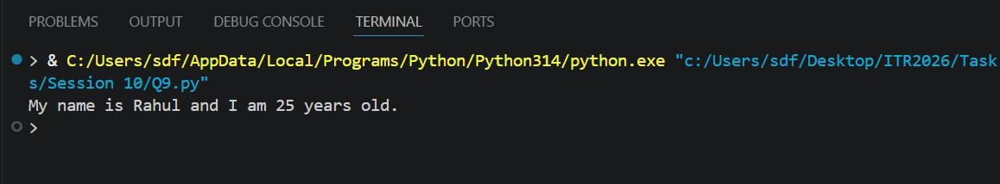 PROBLEMS OUTPUT DEBUG CONSOLE TERMINAL PORTS
> & C:/Users/sdf/AppData/Local/Programs/Python/Python314/python.exe "c:/Users/sdf/Desktop/ITR2026/Task
s/Session 10/Q9.py"
My name is Rahul and I am 25 years old.
>